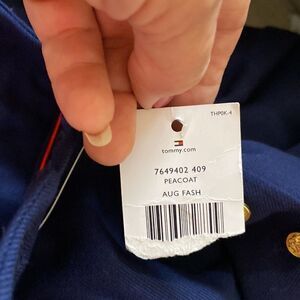 THP0K-4
tommy.com
7649402 409
PEACOAT
AUG FASH